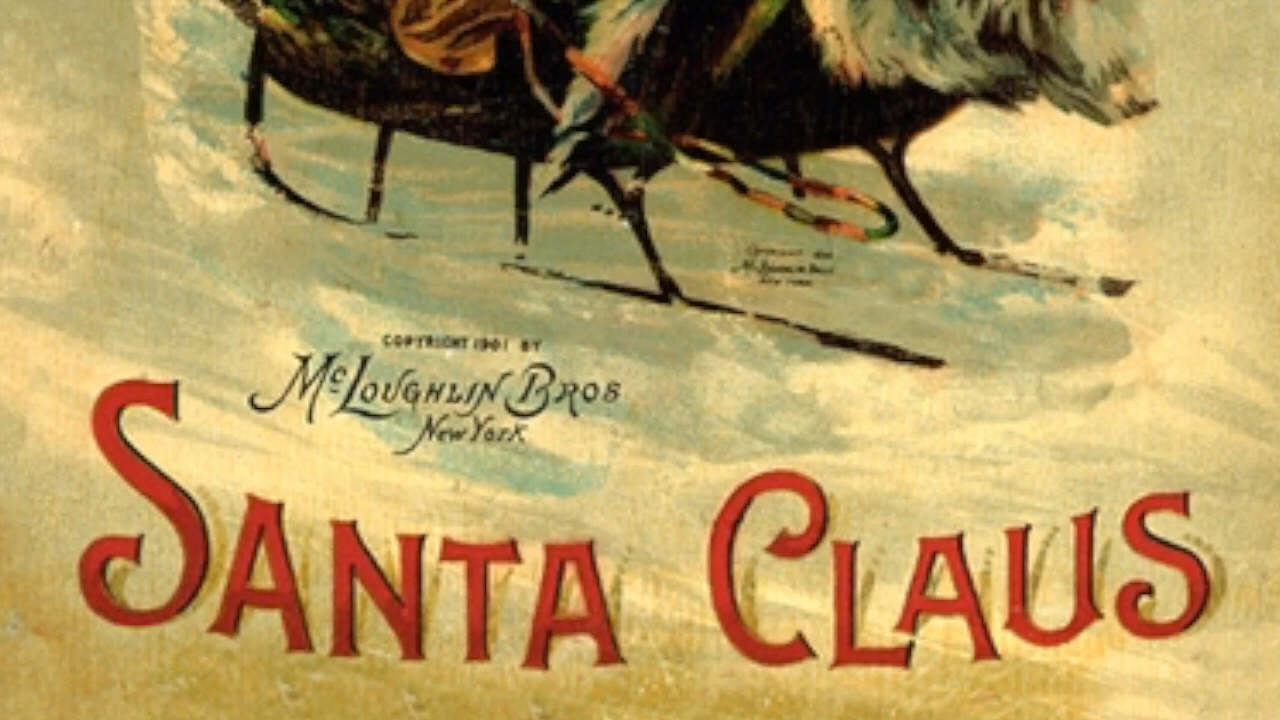 COPYRIGHT 1901 BY
McLOUGHLIN BROS
New York
SANTA CLAUS